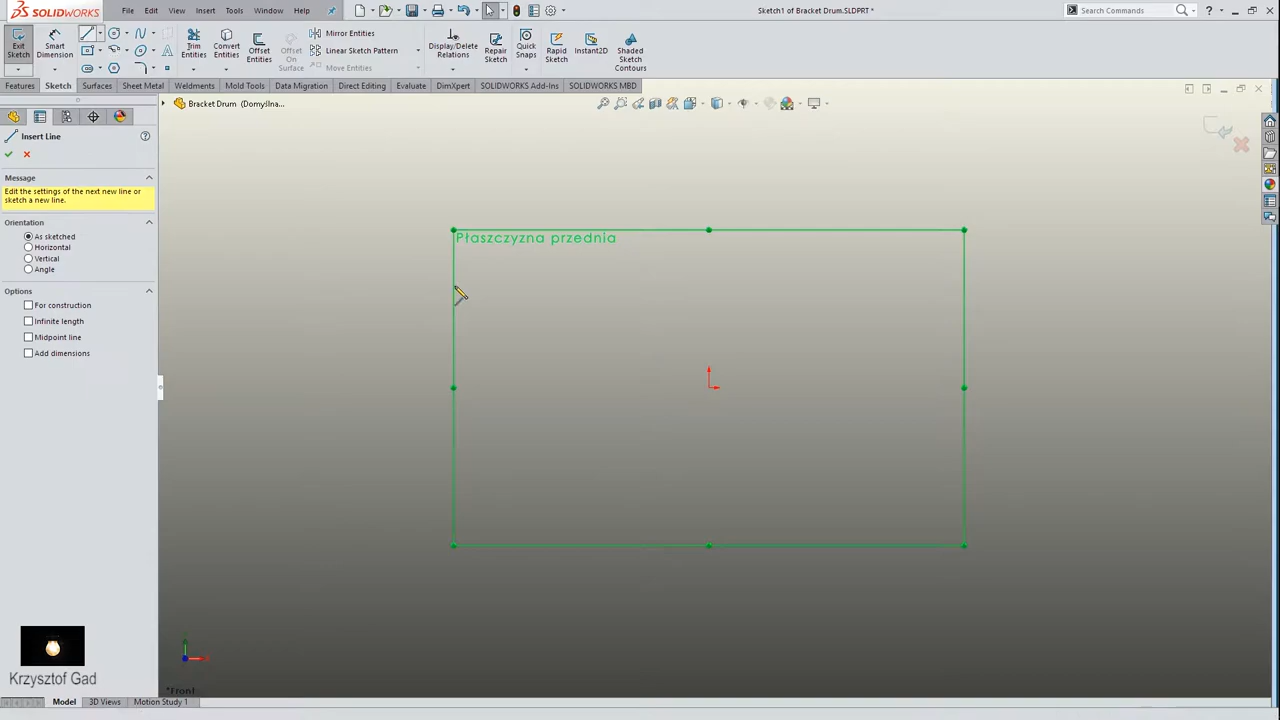 SOLIDWORKS File Edit View Insert Tools Window Help Sketch1 of Bracket Drum.SLDPRT * Search Commands
Exit Sketch Smart Dimension Trim Entities Convert Entities Offset Entities Offset On Surface Mirror Entities Linear Sketch Pattern Move Entities Display/Delete Relations Repair Sketch Quick Snaps Rapid Sketch Instant2D Shaded Sketch Contours
Features Sketch Surfaces Sheet Metal Weldments Mold Tools Data Migration Direct Editing Evaluate DimXpert SOLIDWORKS Add-Ins SOLIDWORKS MBD
Bracket Drum (Domyślna...
Insert Line
Message
Edit the settings of the next new line or
sketch a new line.
Orientation
As sketched
Horizontal
Vertical
Angle
Options
For construction
Infinite length
Midpoint line
Add dimensions
Płaszczyzna przednia
Krzysztof Gad
*Front
Model 3D Views Motion Study 1